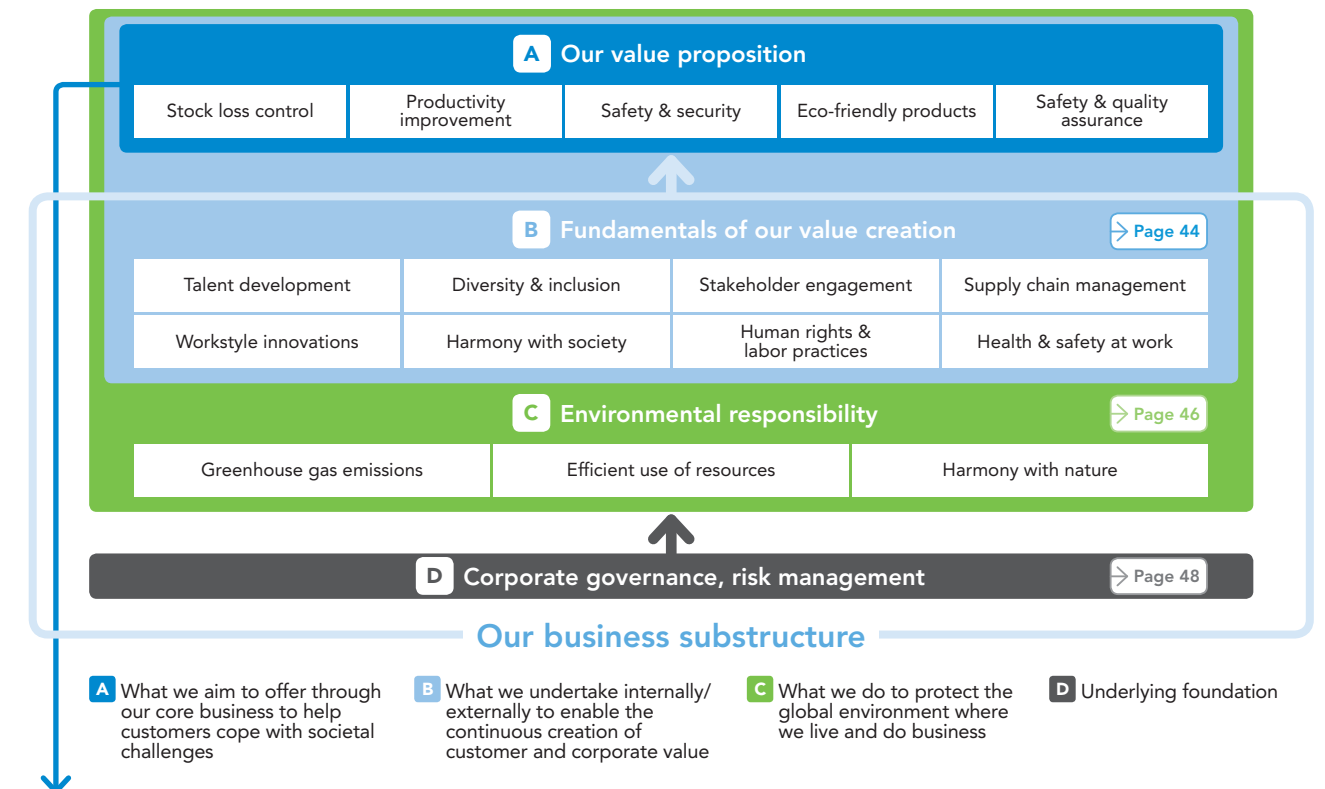 A Our value proposition
Stock loss control
Productivity
improvement
Safety & security
Eco-friendly products
Safety & quality
assurance
B Fundamentals of our value creation
→ Page 44
Talent development
Diversity & inclusion
Stakeholder engagement
Supply chain management
Workstyle innovations
Harmony with society
Human rights &
labor practices
Health & safety at work
C Environmental responsibility
→ Page 46
Greenhouse gas emissions
Efficient use of resources
Harmony with nature
D Corporate governance, risk management
→ Page 48
Our business substructure
A What we aim to offer through
our core business to help
customers cope with societal
challenges
B What we undertake internally/
externally to enable the
continuous creation of
customer and corporate value
C What we do to protect the
global environment where
we live and do business
D Underlying foundation